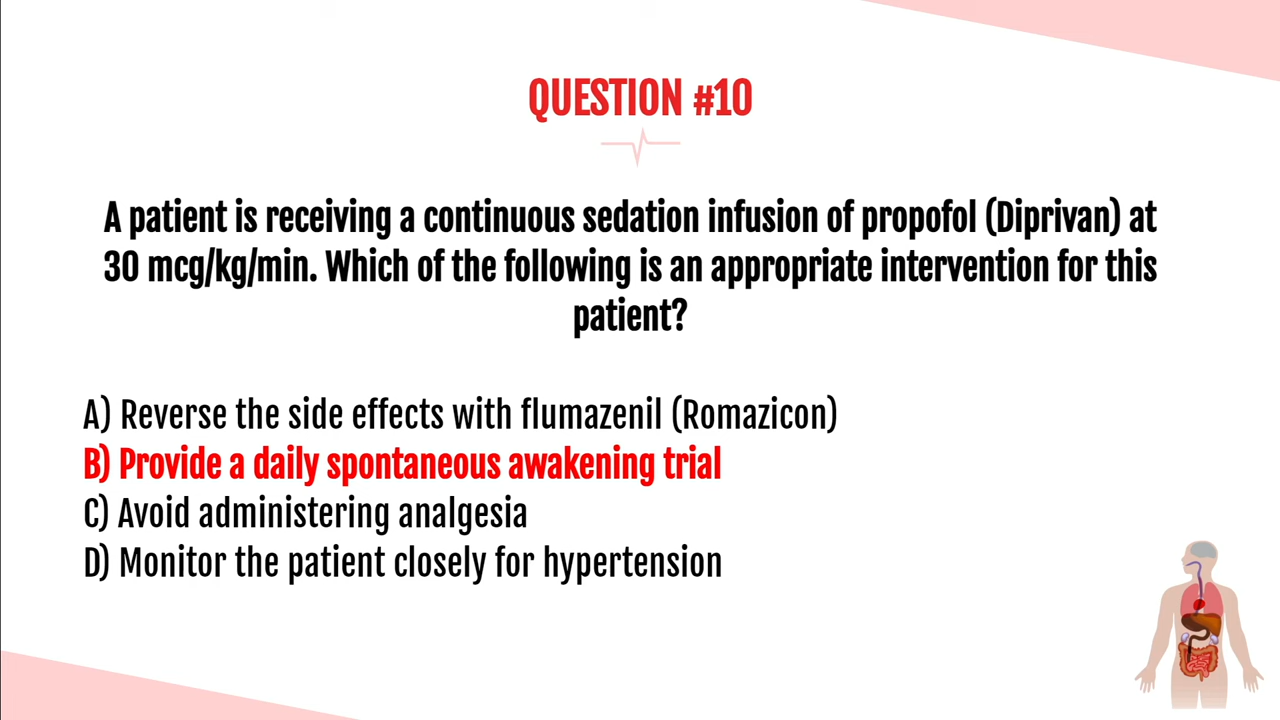 QUESTION #10
A patient is receiving a continuous sedation infusion of propofol (Diprivan) at
30 mcg/kg/min. Which of the following is an appropriate intervention for this
patient?
A) Reverse the side effects with flumazenil (Romazicon)
B) Provide a daily spontaneous awakening trial
C) Avoid administering analgesia
D) Monitor the patient closely for hypertension